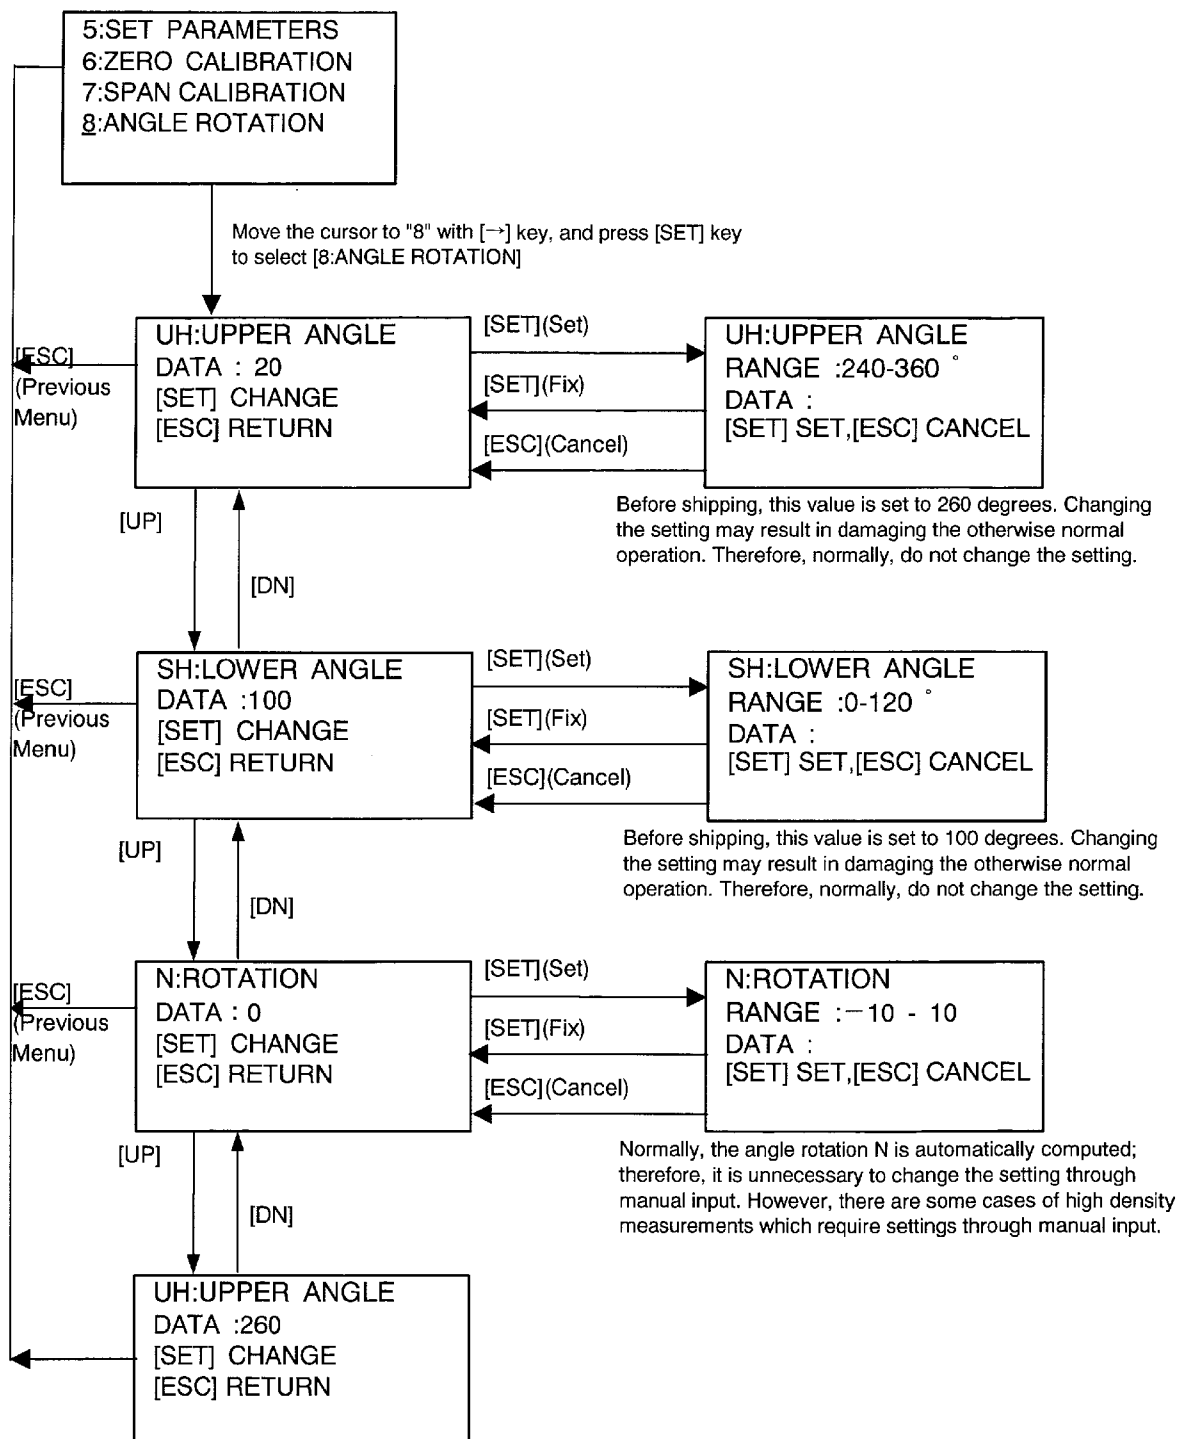 5:SET PARAMETERS
6:ZERO CALIBRATION
7:SPAN CALIBRATION
8:ANGLE ROTATION
Move the cursor to "8" with [→] key, and press [SET] key
to select [8:ANGLE ROTATION]
[ESC]
(Previous
Menu)
UH:UPPER ANGLE
DATA : 20
[SET] CHANGE
[ESC] RETURN
[SET](Set)
[SET](Fix)
[ESC](Cancel)
UH:UPPER ANGLE
RANGE :240-360 °
DATA :
[SET] SET,[ESC] CANCEL
Before shipping, this value is set to 260 degrees. Changing
the setting may result in damaging the otherwise normal
operation. Therefore, normally, do not change the setting.
[UP]
[DN]
[ESC]
(Previous
Menu)
SH:LOWER ANGLE
DATA :100
[SET] CHANGE
[ESC] RETURN
[SET](Set)
[SET](Fix)
[ESC](Cancel)
SH:LOWER ANGLE
RANGE :0-120 °
DATA :
[SET] SET,[ESC] CANCEL
Before shipping, this value is set to 100 degrees. Changing
the setting may result in damaging the otherwise normal
operation. Therefore, normally, do not change the setting.
[UP]
[DN]
[ESC]
(Previous
Menu)
N:ROTATION
DATA : 0
[SET] CHANGE
[ESC] RETURN
[SET](Set)
[SET](Fix)
[ESC](Cancel)
N:ROTATION
RANGE :−10 - 10
DATA :
[SET] SET,[ESC] CANCEL
Normally, the angle rotation N is automatically computed;
therefore, it is unnecessary to change the setting through
manual input. However, there are some cases of high density
measurements which require settings through manual input.
[UP]
[DN]
UH:UPPER ANGLE
DATA :260
[SET] CHANGE
[ESC] RETURN